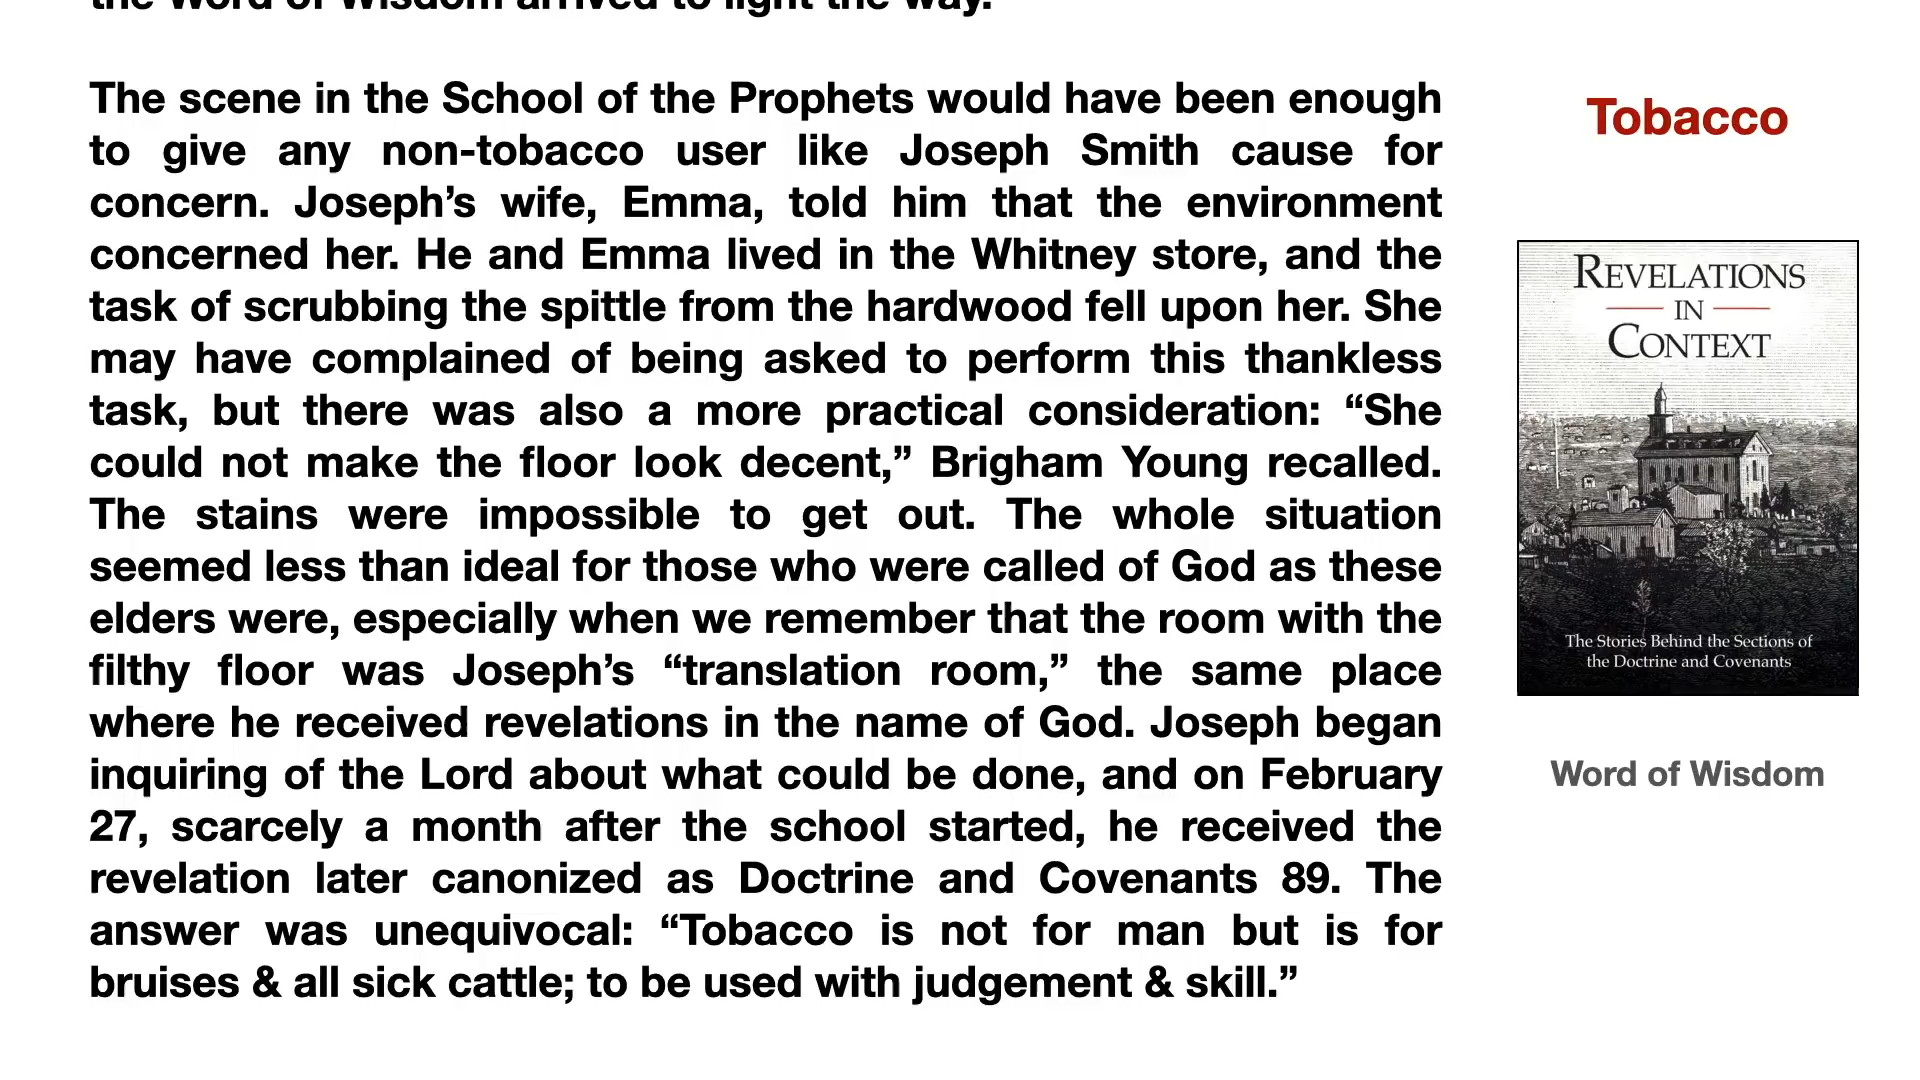 the Word of Wisdom arrived to light the way.
The scene in the School of the Prophets would have been enough
to give any non-tobacco user like Joseph Smith cause for
concern. Joseph’s wife, Emma, told him that the environment
concerned her. He and Emma lived in the Whitney store, and the
task of scrubbing the spittle from the hardwood fell upon her. She
may have complained of being asked to perform this thankless
task, but there was also a more practical consideration: “She
could not make the floor look decent,” Brigham Young recalled.
The stains were impossible to get out. The whole situation
seemed less than ideal for those who were called of God as these
elders were, especially when we remember that the room with the
filthy floor was Joseph’s “translation room,” the same place
where he received revelations in the name of God. Joseph began
inquiring of the Lord about what could be done, and on February
27, scarcely a month after the school started, he received the
revelation later canonized as Doctrine and Covenants 89. The
answer was unequivocal: “Tobacco is not for man but is for
bruises & all sick cattle; to be used with judgement & skill.”
Tobacco
REVELATIONS
IN
CONTEXT
The Stories Behind the Sections of
the Doctrine and Covenants
Word of Wisdom